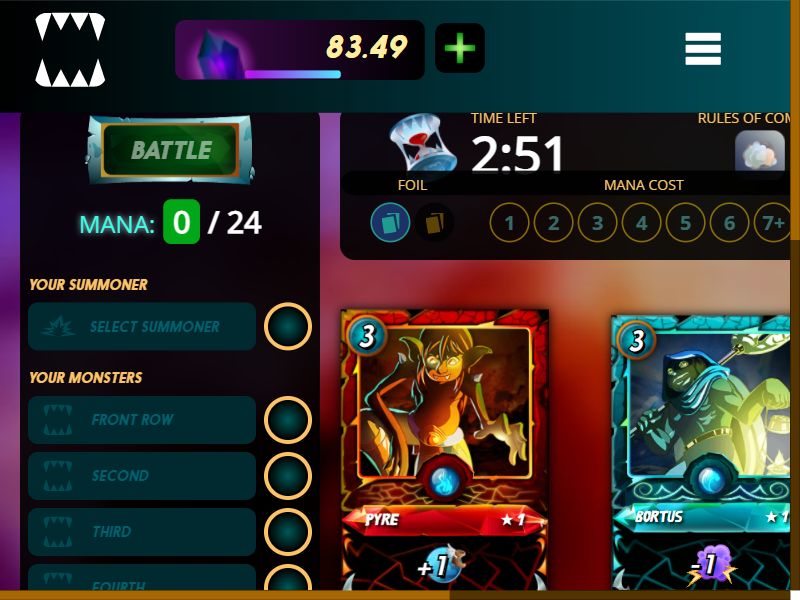 83.49
BATTLE
MANA: 0 / 24
YOUR SUMMONER
SELECT SUMMONER
YOUR MONSTERS
FRONT ROW
SECOND
THIRD
FOURTH
TIME LEFT
2:51
RULES OF COM
FOIL
MANA COST
1 2 3 4 5 6 7+
3
PYRE
★ 1
+1
3
BORTUS
★ 1
-1